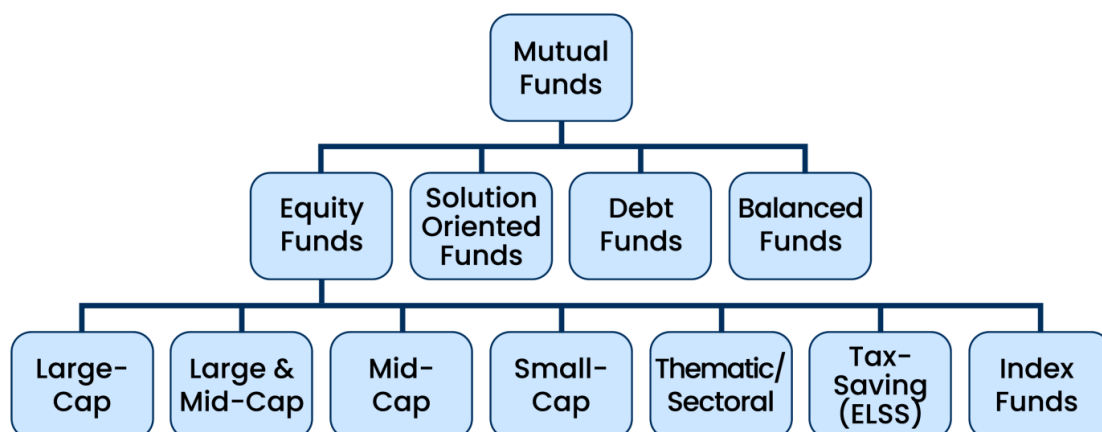 Mutual
Funds
Equity
Funds
Solution
Oriented
Funds
Debt
Funds
Balanced
Funds
Large-
Cap
Large &
Mid-Cap
Mid-
Cap
Small-
Cap
Thematic/
Sectoral
Tax-
Saving
(ELSS)
Index
Funds